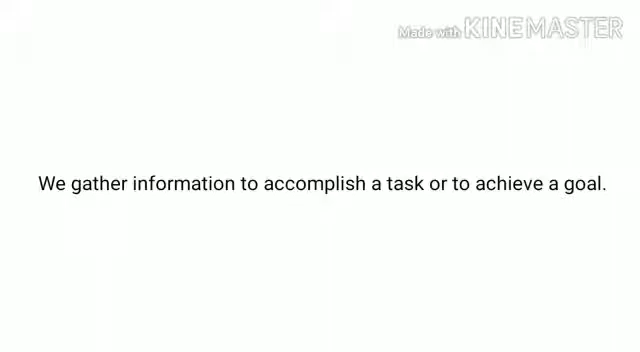 Made with KINEMASTER
We gather information to accomplish a task or to achieve a goal.